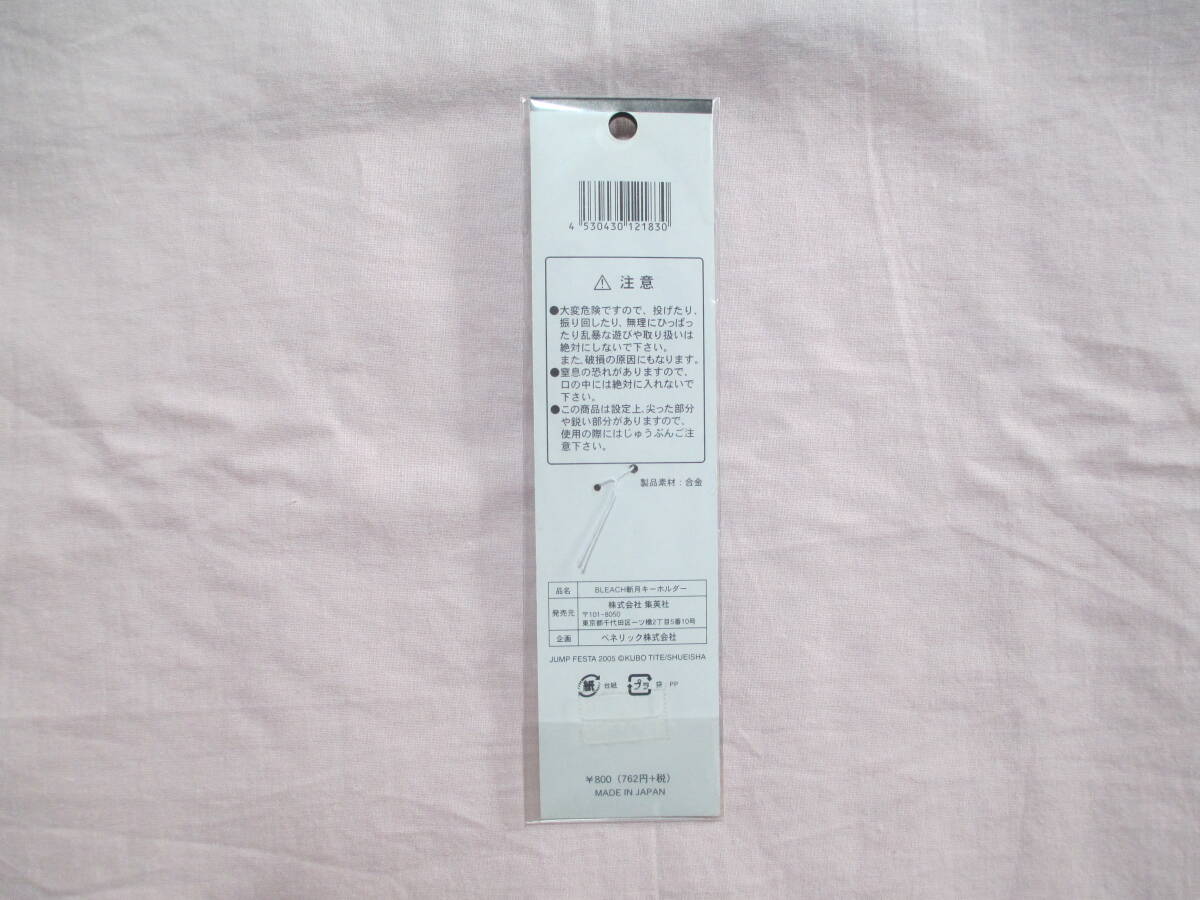 4 530430 121830
⚠ 注意
●大変危険ですので、投げたり、
振り回したり、無理にひっぱっ
たり乱暴な遊びや取り扱いは
絶対にしないで下さい。
また、破損の原因にもなります。
●窒息の恐れがありますので、
口の中には絶対に入れないで
下さい。
●この商品は設定上、尖った部分
や鋭い部分がありますので、
使用の際にはじゅうぶんご注
意下さい。
製品素材：合金
品名 BLEACH斬月キーホルダー
発売元 株式会社 集英社
〒101-8050
東京都千代田区一ツ橋2丁目5番10号
企画 ベネリック株式会社
JUMP FESTA 2005 ©KUBO TITE/SHUEISHA
紙 台紙 プラ 袋：PP
￥800（762円+税）
MADE IN JAPAN